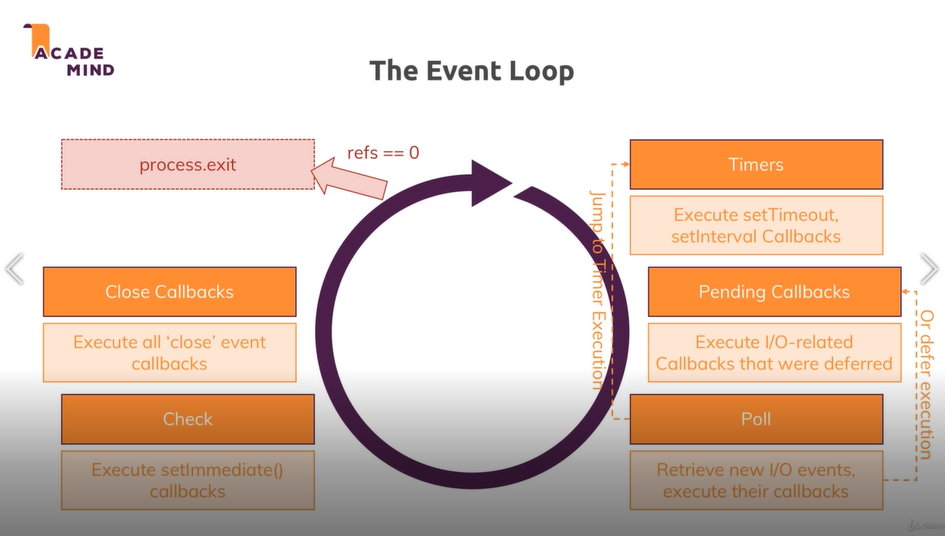 ACADE
MIND
The Event Loop
process.exit
refs == 0
Timers
Execute setTimeout,
setInterval Callbacks
Jump to Timer Execution
Close Callbacks
Execute all ‘close’ event
callbacks
Pending Callbacks
Execute I/O-related
Callbacks that were deferred
Or defer execution
Check
Execute setImmediate()
callbacks
Poll
Retrieve new I/O events,
execute their callbacks